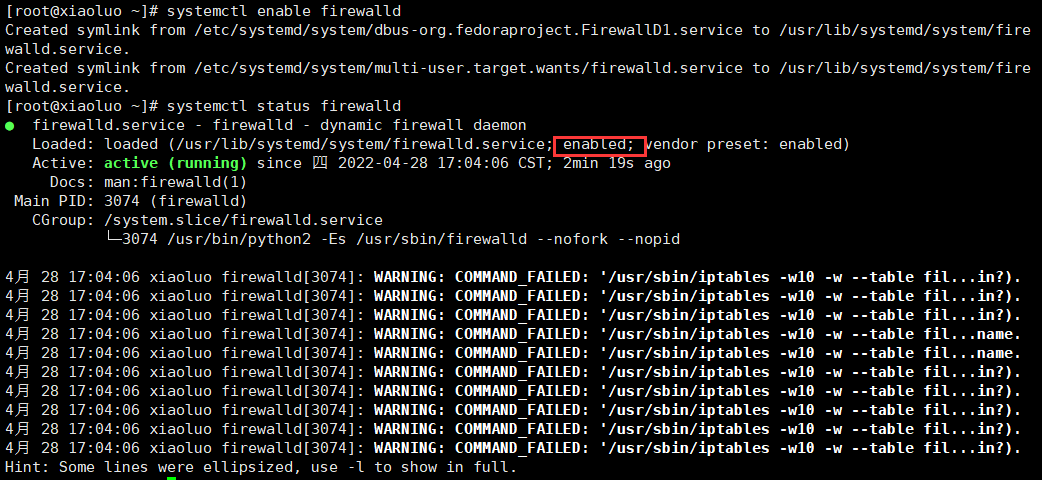 [root@xiaoluo ~]# systemctl enable firewalld
Created symlink from /etc/systemd/system/dbus-org.fedoraproject.FirewallD1.service to /usr/lib/systemd/system/fire
walld.service.
Created symlink from /etc/systemd/system/multi-user.target.wants/firewalld.service to /usr/lib/systemd/system/fire
walld.service.
[root@xiaoluo ~]# systemctl status firewalld
● firewalld.service - firewalld - dynamic firewall daemon
Loaded: loaded (/usr/lib/systemd/system/firewalld.service; enabled; vendor preset: enabled)
Active: active (running) since 四 2022-04-28 17:04:06 CST; 2min 19s ago
Docs: man:firewalld(1)
Main PID: 3074 (firewalld)
CGroup: /system.slice/firewalld.service
└─3074 /usr/bin/python2 -Es /usr/sbin/firewalld --nofork --nopid
4月 28 17:04:06 xiaoluo firewalld[3074]: WARNING: COMMAND_FAILED: '/usr/sbin/iptables -w10 -w --table fil...in?).
4月 28 17:04:06 xiaoluo firewalld[3074]: WARNING: COMMAND_FAILED: '/usr/sbin/iptables -w10 -w --table fil...in?).
4月 28 17:04:06 xiaoluo firewalld[3074]: WARNING: COMMAND_FAILED: '/usr/sbin/iptables -w10 -w --table fil...in?).
4月 28 17:04:06 xiaoluo firewalld[3074]: WARNING: COMMAND_FAILED: '/usr/sbin/iptables -w10 -w --table fil...name.
4月 28 17:04:06 xiaoluo firewalld[3074]: WARNING: COMMAND_FAILED: '/usr/sbin/iptables -w10 -w --table fil...name.
4月 28 17:04:06 xiaoluo firewalld[3074]: WARNING: COMMAND_FAILED: '/usr/sbin/iptables -w10 -w --table fil...in?).
4月 28 17:04:06 xiaoluo firewalld[3074]: WARNING: COMMAND_FAILED: '/usr/sbin/iptables -w10 -w --table fil...in?).
4月 28 17:04:06 xiaoluo firewalld[3074]: WARNING: COMMAND_FAILED: '/usr/sbin/iptables -w10 -w --table fil...in?).
4月 28 17:04:06 xiaoluo firewalld[3074]: WARNING: COMMAND_FAILED: '/usr/sbin/iptables -w10 -w --table fil...in?).
4月 28 17:04:06 xiaoluo firewalld[3074]: WARNING: COMMAND_FAILED: '/usr/sbin/iptables -w10 -w --table fil...in?).
Hint: Some lines were ellipsized, use -l to show in full.